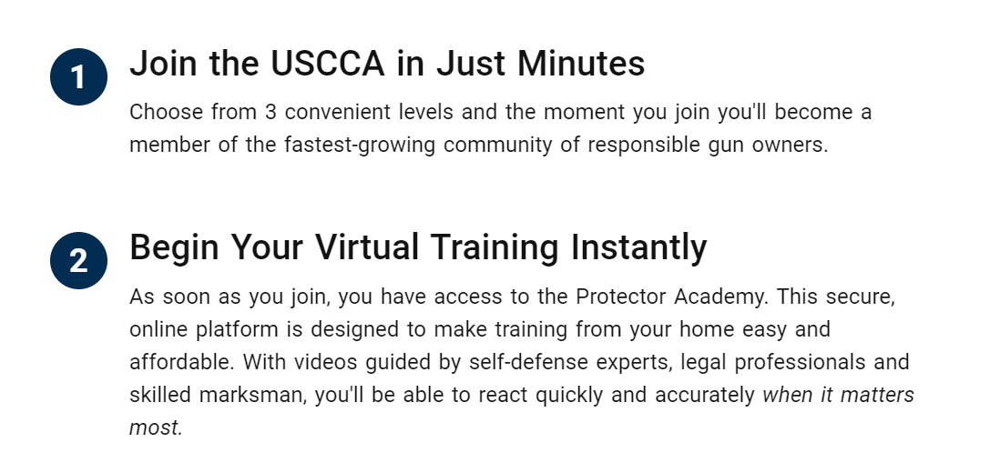 1
Join the USCCA in Just Minutes
Choose from 3 convenient levels and the moment you join you'll become a
member of the fastest-growing community of responsible gun owners.
2
Begin Your Virtual Training Instantly
As soon as you join, you have access to the Protector Academy. This secure,
online platform is designed to make training from your home easy and
affordable. With videos guided by self-defense experts, legal professionals and
skilled marksman, you'll be able to react quickly and accurately when it matters
most.